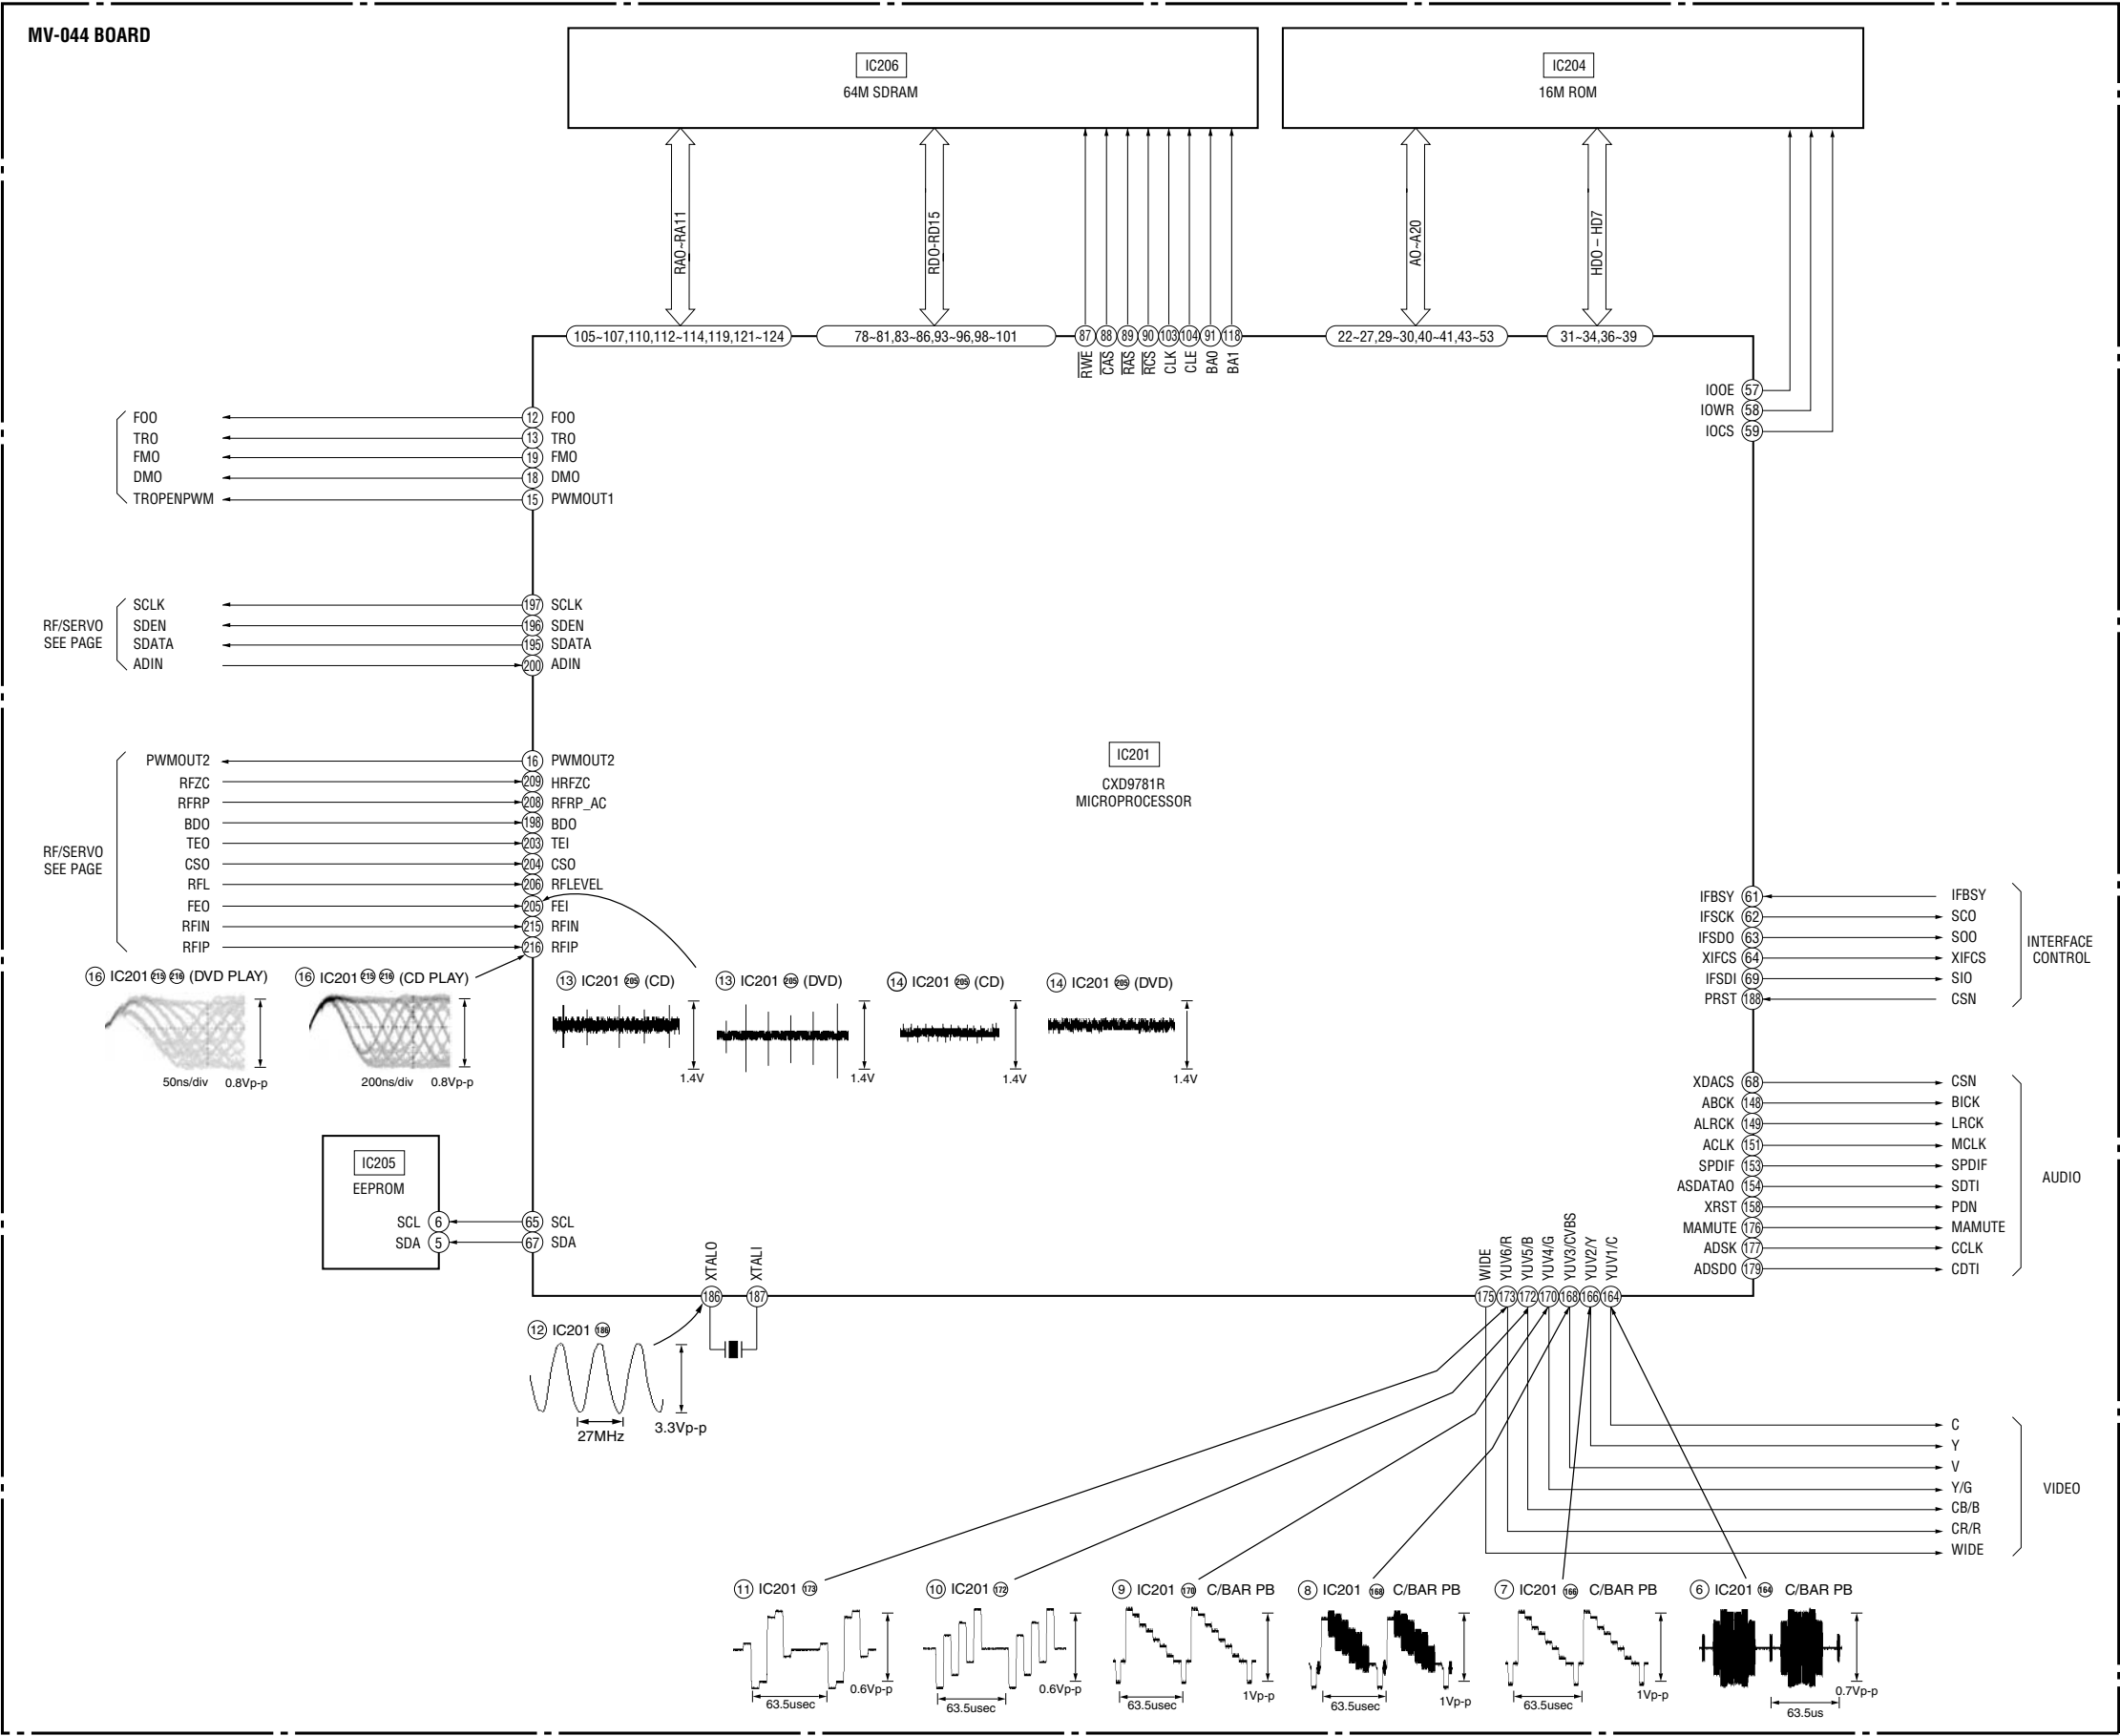 MV-044 BOARD
IC206
64M SDRAM
IC204
16M ROM
RA0~RA11
RD0-RD15
A0~A20
HD0 – HD7
105~107,110,112~114,119,121~124
78~81,83~86,93~96,98~101
87 88 89 90 103 104 91 118
22~27,29~30,40~41,43~53
31~34,36~39
RWE
CAS
RAS
RCS
CLK
CLE
BA0
BA1
IOOE 57
IOWR 58
IOCS 59
FOO 12 FOO
TRO 13 TRO
FMO 19 FMO
DMO 18 DMO
TROPENPWM 15 PWMOUT1
RF/SERVO
SEE PAGE
SCLK 197 SCLK
SDEN 196 SDEN
SDATA 195 SDATA
ADIN 200 ADIN
IC201
CXD9781R
MICROPROCESSOR
RF/SERVO
SEE PAGE
PWMOUT2 16 PWMOUT2
RFZC 209 HRFZC
RFRP 208 RFRP_AC
BDO 198 BDO
TEO 203 TEI
CSO 204 CSO
RFL 206 RFLEVEL
FEO 205 FEI
RFIN 215 RFIN
RFIP 216 RFIP
IFBSY 61 IFBSY
IFSCK 62 SCO
IFSDO 63 SOO
XIFCS 64 XIFCS
IFSDI 69 SIO
PRST 188 CSN
INTERFACE
CONTROL
16 IC201 215 216 (DVD PLAY)
50ns/div 0.8Vp-p
16 IC201 215 216 (CD PLAY)
200ns/div 0.8Vp-p
13 IC201 205 (CD)
1.4V
13 IC201 205 (DVD)
1.4V
14 IC201 205 (CD)
1.4V
14 IC201 205 (DVD)
1.4V
XDACS 68 CSN
ABCK 148 BICK
ALRCK 149 LRCK
ACLK 151 MCLK
SPDIF 153 SPDIF
ASDATAO 154 SDTI
XRST 158 PDN
MAMUTE 176 MAMUTE
ADSK 177 CCLK
ADSDO 179 CDTI
AUDIO
IC205
EEPROM
SCL 6 65 SCL
SDA 5 67 SDA
XTALO
XTALI
186 187
WIDE
YUV6/R
YUV5/B
YUV4/G
YUV3/CVBS
YUV2/Y
YUV1/C
175 173 172 170 168 166 164
12 IC201 186
27MHz
3.3Vp-p
C
Y
V
Y/G
CB/B
CR/R
WIDE
VIDEO
11 IC201 173
63.5usec
0.6Vp-p
10 IC201 172
63.5usec
0.6Vp-p
9 IC201 170 C/BAR PB
63.5usec
1Vp-p
8 IC201 168 C/BAR PB
63.5usec
1Vp-p
7 IC201 166 C/BAR PB
63.5usec
1Vp-p
6 IC201 164 C/BAR PB
63.5us
0.7Vp-p